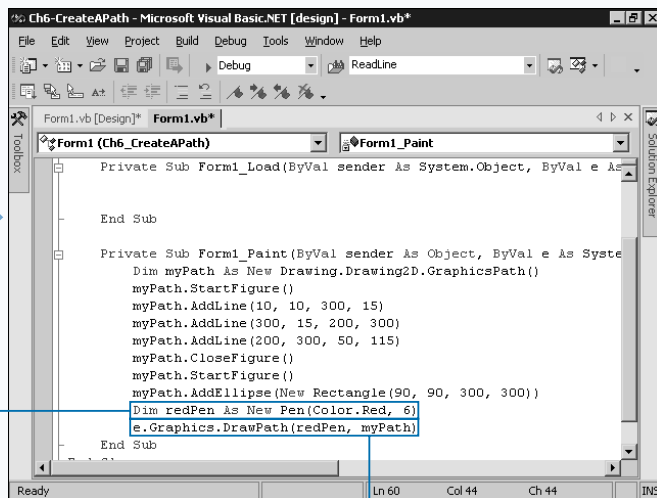 Ch6-CreateAPath - Microsoft Visual Basic.NET [design] - Form1.vb*
File Edit View Project Build Debug Tools Window Help
Debug ReadLine
Form1.vb [Design]* Form1.vb*
Form1 (Ch6_CreateAPath) Form1_Paint
Toolbox
Solution Explorer
Private Sub Form1_Load(ByVal sender As System.Object, ByVal e As
End Sub
Private Sub Form1_Paint(ByVal sender As Object, ByVal e As Syste
Dim myPath As New Drawing.Drawing2D.GraphicsPath()
myPath.StartFigure()
myPath.AddLine(10, 10, 300, 15)
myPath.AddLine(300, 15, 200, 300)
myPath.AddLine(200, 300, 50, 115)
myPath.CloseFigure()
myPath.StartFigure()
myPath.AddEllipse(New Rectangle(90, 90, 300, 300))
Dim redPen As New Pen(Color.Red, 6)
e.Graphics.DrawPath(redPen, myPath)
End Sub
Ready Ln 60 Col 44 Ch 44 INS